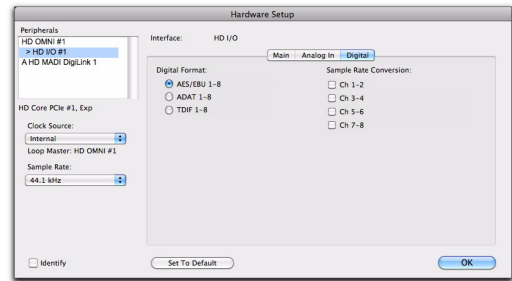 Hardware Setup
Peripherals
HD OMNI #1
> HD I/O #1
A HD MADI DigiLink 1
HD Core PCIe #1, Exp
Clock Source:
Internal
Loop Master: HD OMNI #1
Sample Rate:
44.1 kHz
Identify
Interface: HD I/O
Main Analog In Digital
Digital Format:
AES/EBU 1-8
ADAT 1-8
TDIF 1-8
Sample Rate Conversion:
Ch 1-2
Ch 3-4
Ch 5-6
Ch 7-8
Set To Default
OK